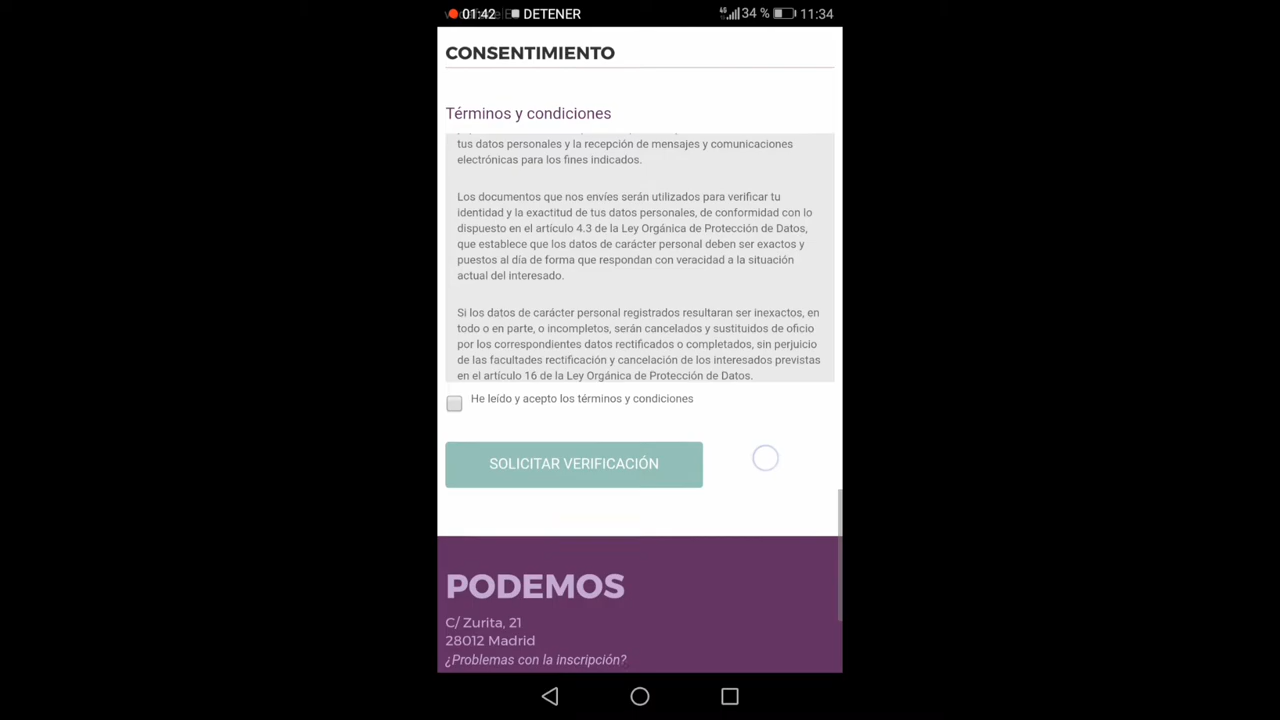 01:42 DETENER 4G 34 % 11:34
CONSENTIMIENTO
Términos y condiciones
tus datos personales y la recepción de mensajes y comunicaciones
electrónicas para los fines indicados.
Los documentos que nos envíes serán utilizados para verificar tu
identidad y la exactitud de tus datos personales, de conformidad con lo
dispuesto en el artículo 4.3 de la Ley Orgánica de Protección de Datos,
que establece que los datos de carácter personal deben ser exactos y
puestos al día de forma que respondan con veracidad a la situación
actual del interesado.
Si los datos de carácter personal registrados resultaran ser inexactos, en
todo o en parte, o incompletos, serán cancelados y sustituidos de oficio
por los correspondientes datos rectificados o completados, sin perjuicio
de las facultades rectificación y cancelación de los interesados previstas
en el artículo 16 de la Ley Orgánica de Protección de Datos.
He leído y acepto los términos y condiciones
SOLICITAR VERIFICACIÓN
PODEMOS
C/ Zurita, 21
28012 Madrid
¿Problemas con la inscripción?